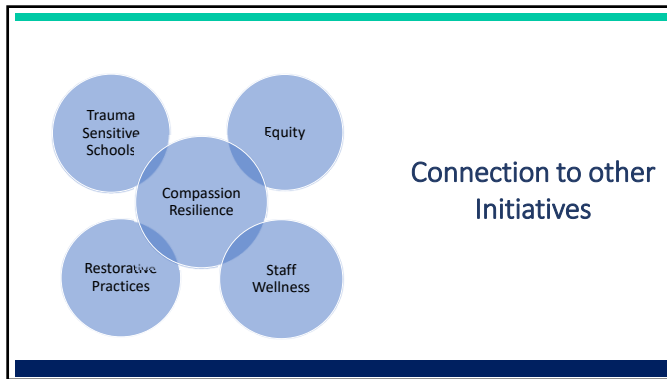 Trauma
Sensitive
Schools
Equity
Compassion
Resilience
Restorative
Practices
Staff
Wellness
Connection to other
Initiatives